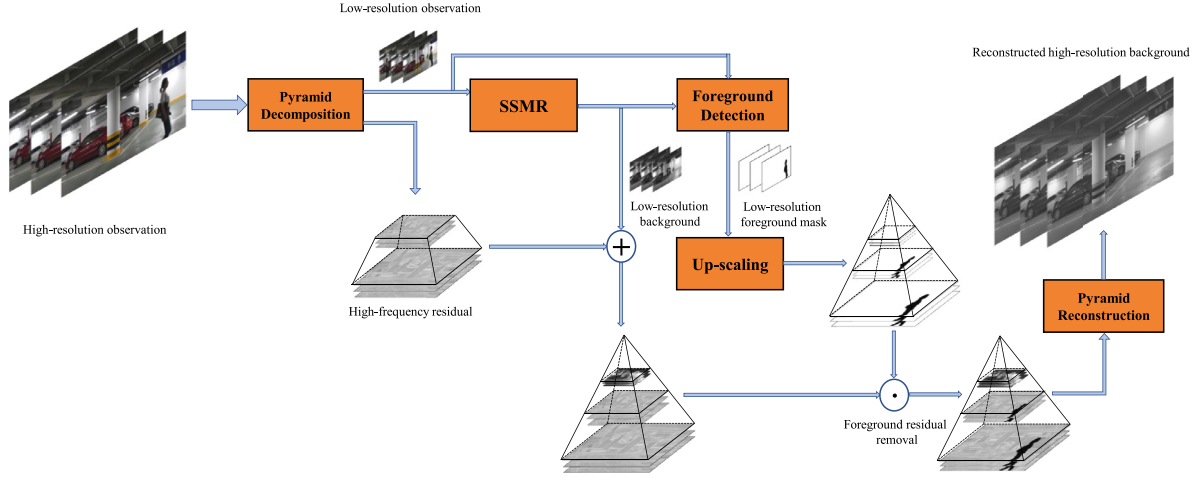 Low-resolution observation
Reconstructed high-resolution background
Pyramid
Decomposition
SSMR
Foreground
Detection
Low-resolution
background
Low-resolution
foreground mask
High-resolution observation
Up-scaling
High-frequency residual
Pyramid
Reconstruction
Foreground residual
removal